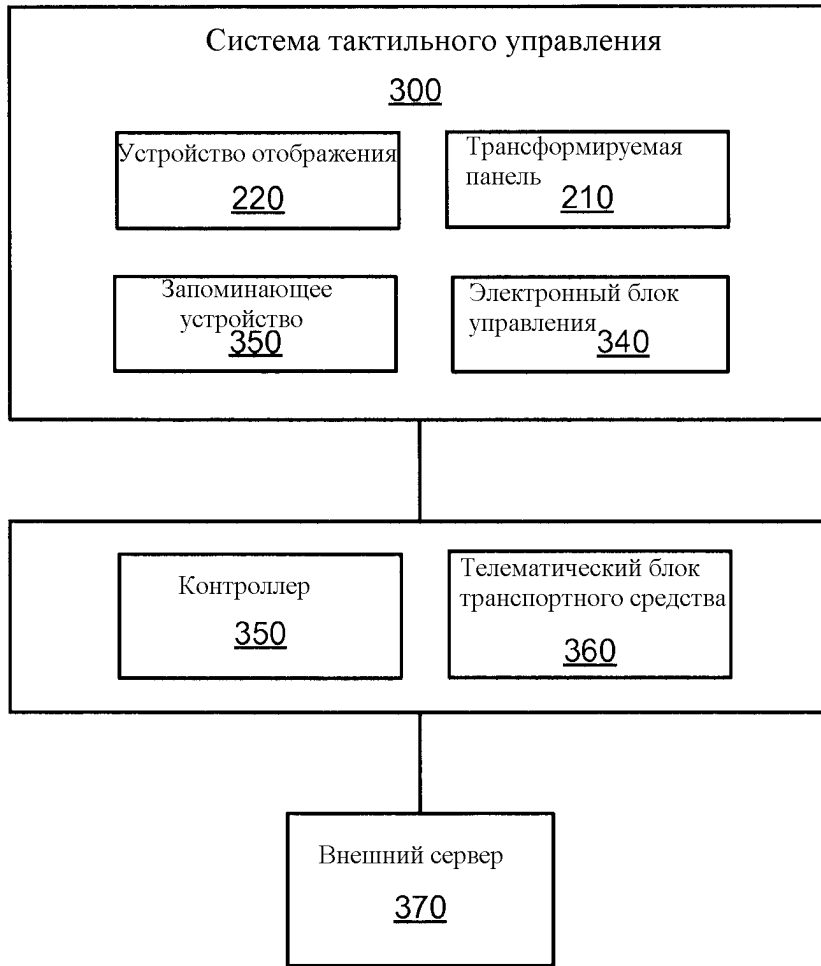 Система тактильного управления
300
Устройство отображения
220
Трансформируемая
панель
210
Запоминающее
устройство
350
Электронный блок
управления
340
Контроллер
350
Телематический блок
транспортного средства
360
Внешний сервер
370